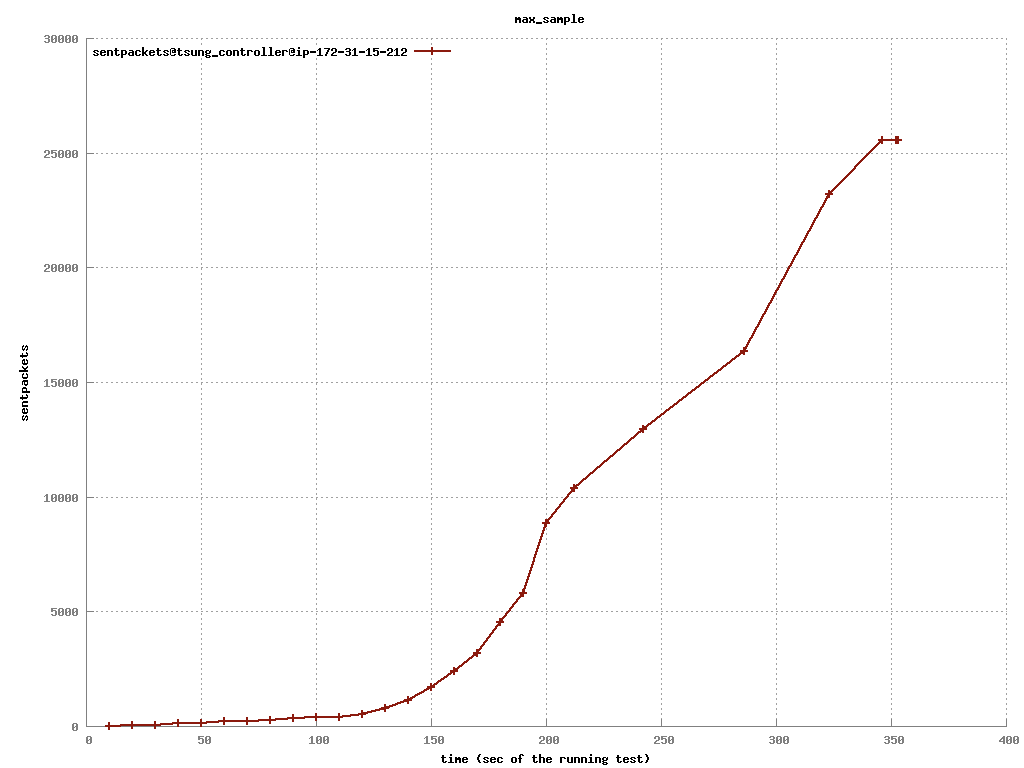 max_sample
sentpackets@tsung_controller@ip-172-31-15-212
30000
25000
20000
15000
10000
5000
0
sentpackets
0 50 100 150 200 250 300 350 400
time (sec of the running test)